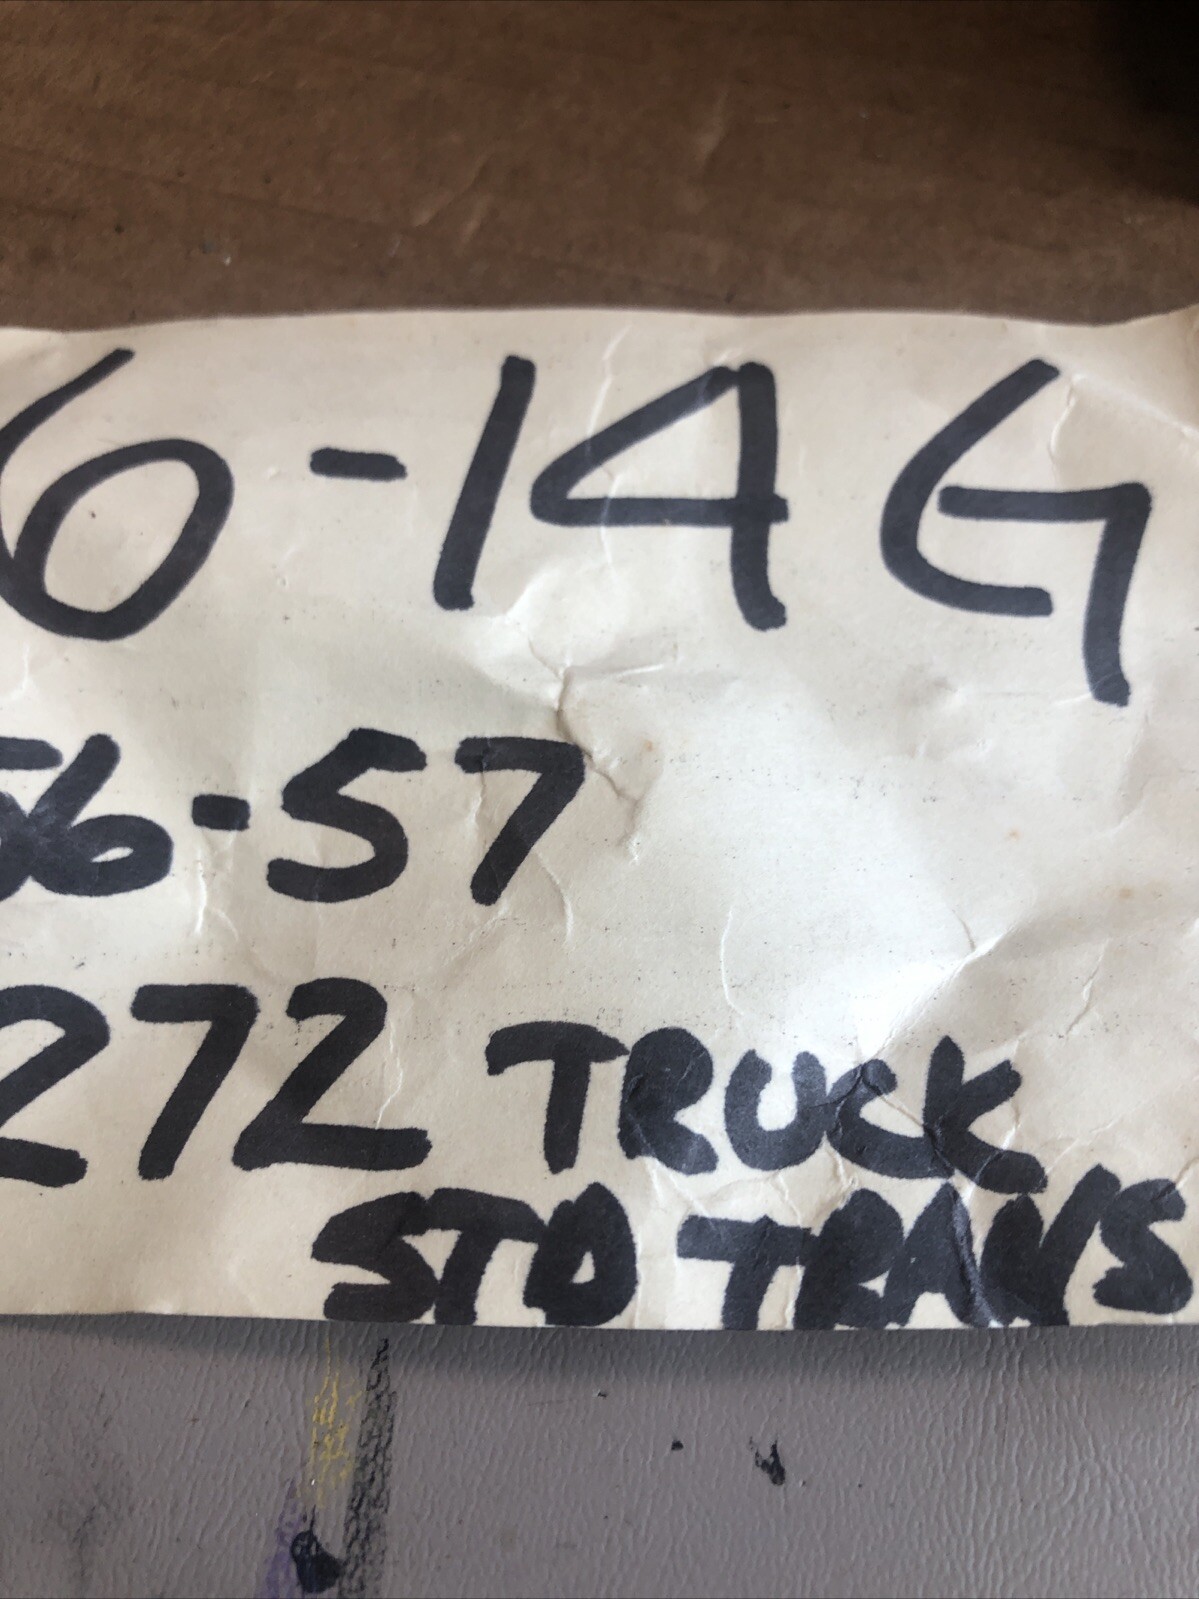 6-14G
56-57
272 TRUCK
STD TRANS